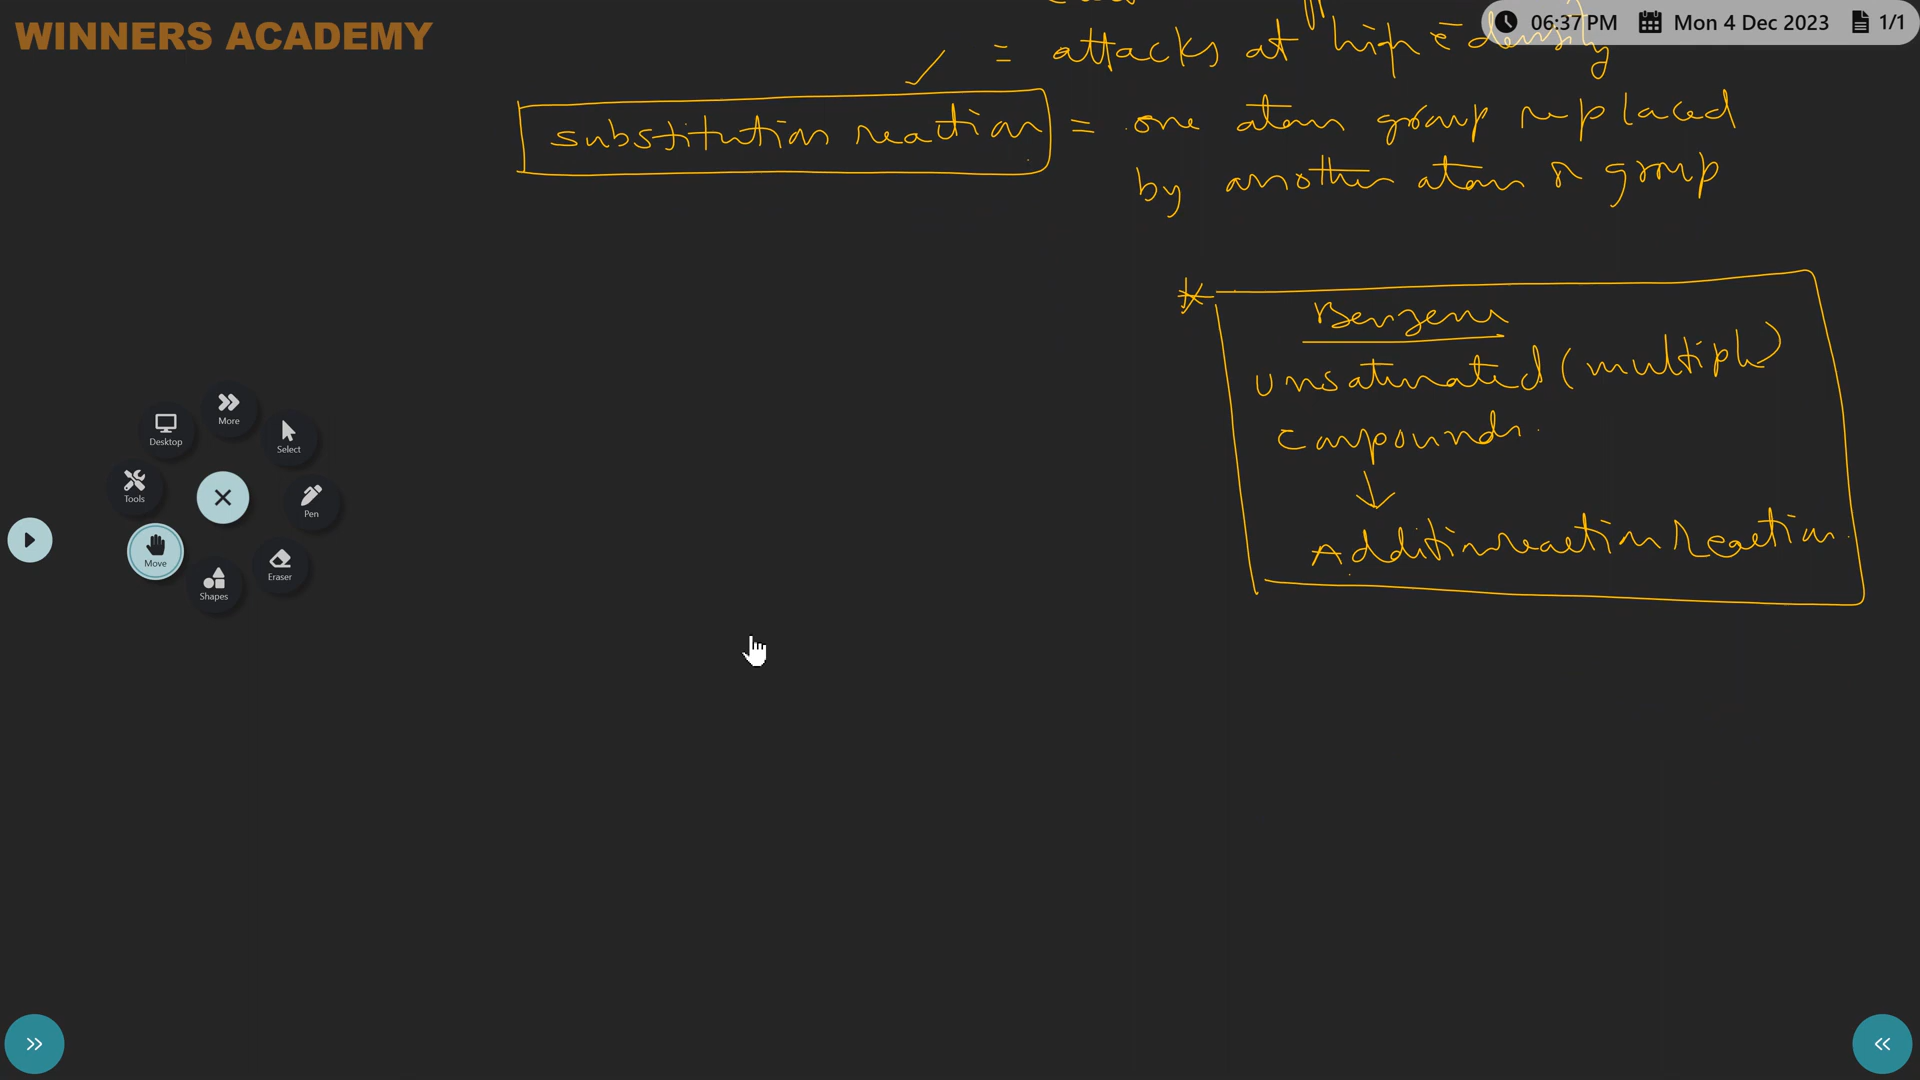 WINNERS ACADEMY
06:37 PM Mon 4 Dec 2023 1/1
= attacks at high e density
substitution reaction = one atom group replaced
by another atom or group
* Benzene
unsaturated (multiple)
compounds.
↓
Addition reaction Reaction
More
Desktop
Select
Tools
Pen
Move
Eraser
Shapes